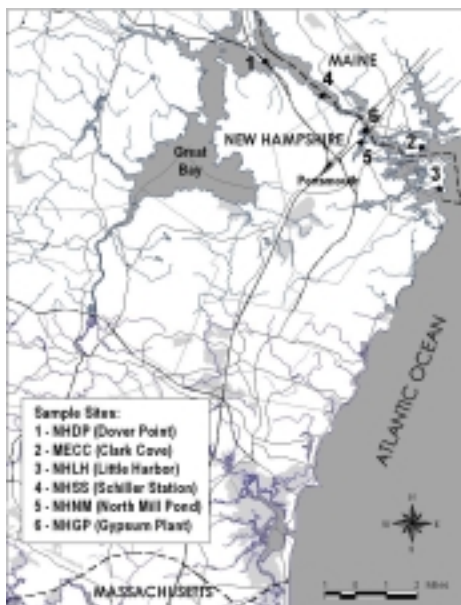 MAINE
1
4
NEW HAMPSHIRE
6
5
2
3
Great
Bay
Portsmouth
ATLANTIC OCEAN
Sample Sites:
1 - NHDP (Dover Point)
2 - MECC (Clark Cove)
3 - NHLH (Little Harbor)
4 - NHSS (Schiller Station)
5 - NHNM (North Mill Pond)
6 - NHGP (Gypsum Plant)
MASSACHUSETTS